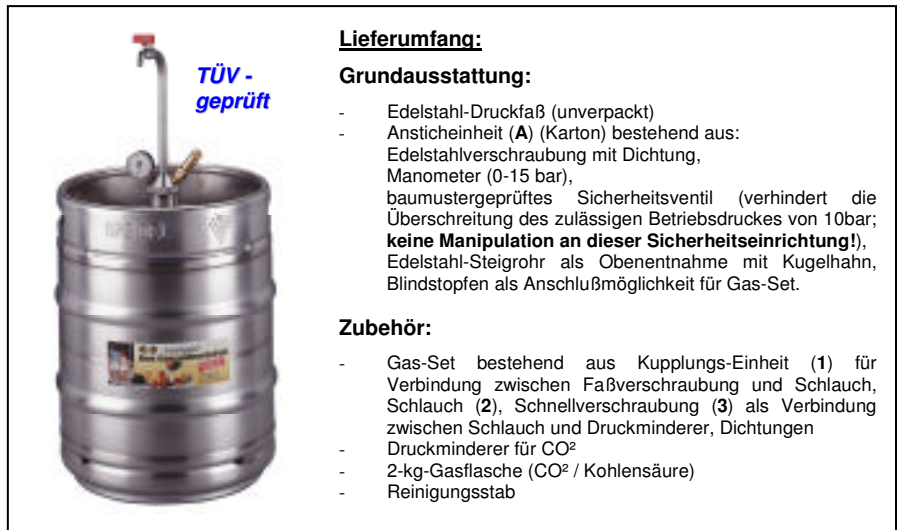 TÜV -
geprüft
Lieferumfang:
Grundausstattung:
- Edelstahl-Druckfaß (unverpackt)
- Ansticheinheit (A) (Karton) bestehend aus:
Edelstahlverschraubung mit Dichtung,
Manometer (0-15 bar),
baumustergeprüftes Sicherheitsventil (verhindert die
Überschreitung des zulässigen Betriebsdruckes von 10bar;
keine Manipulation an dieser Sicherheitseinrichtung!),
Edelstahl-Steigrohr als Obenentnahme mit Kugelhahn,
Blindstopfen als Anschlußmöglichkeit für Gas-Set.
Zubehör:
- Gas-Set bestehend aus Kupplungs-Einheit (1) für
Verbindung zwischen Faßverschraubung und Schlauch,
Schlauch (2), Schnellverschraubung (3) als Verbindung
zwischen Schlauch und Druckminderer, Dichtungen
- Druckminderer für CO²
- 2-kg-Gasflasche (CO² / Kohlensäure)
- Reinigungsstab